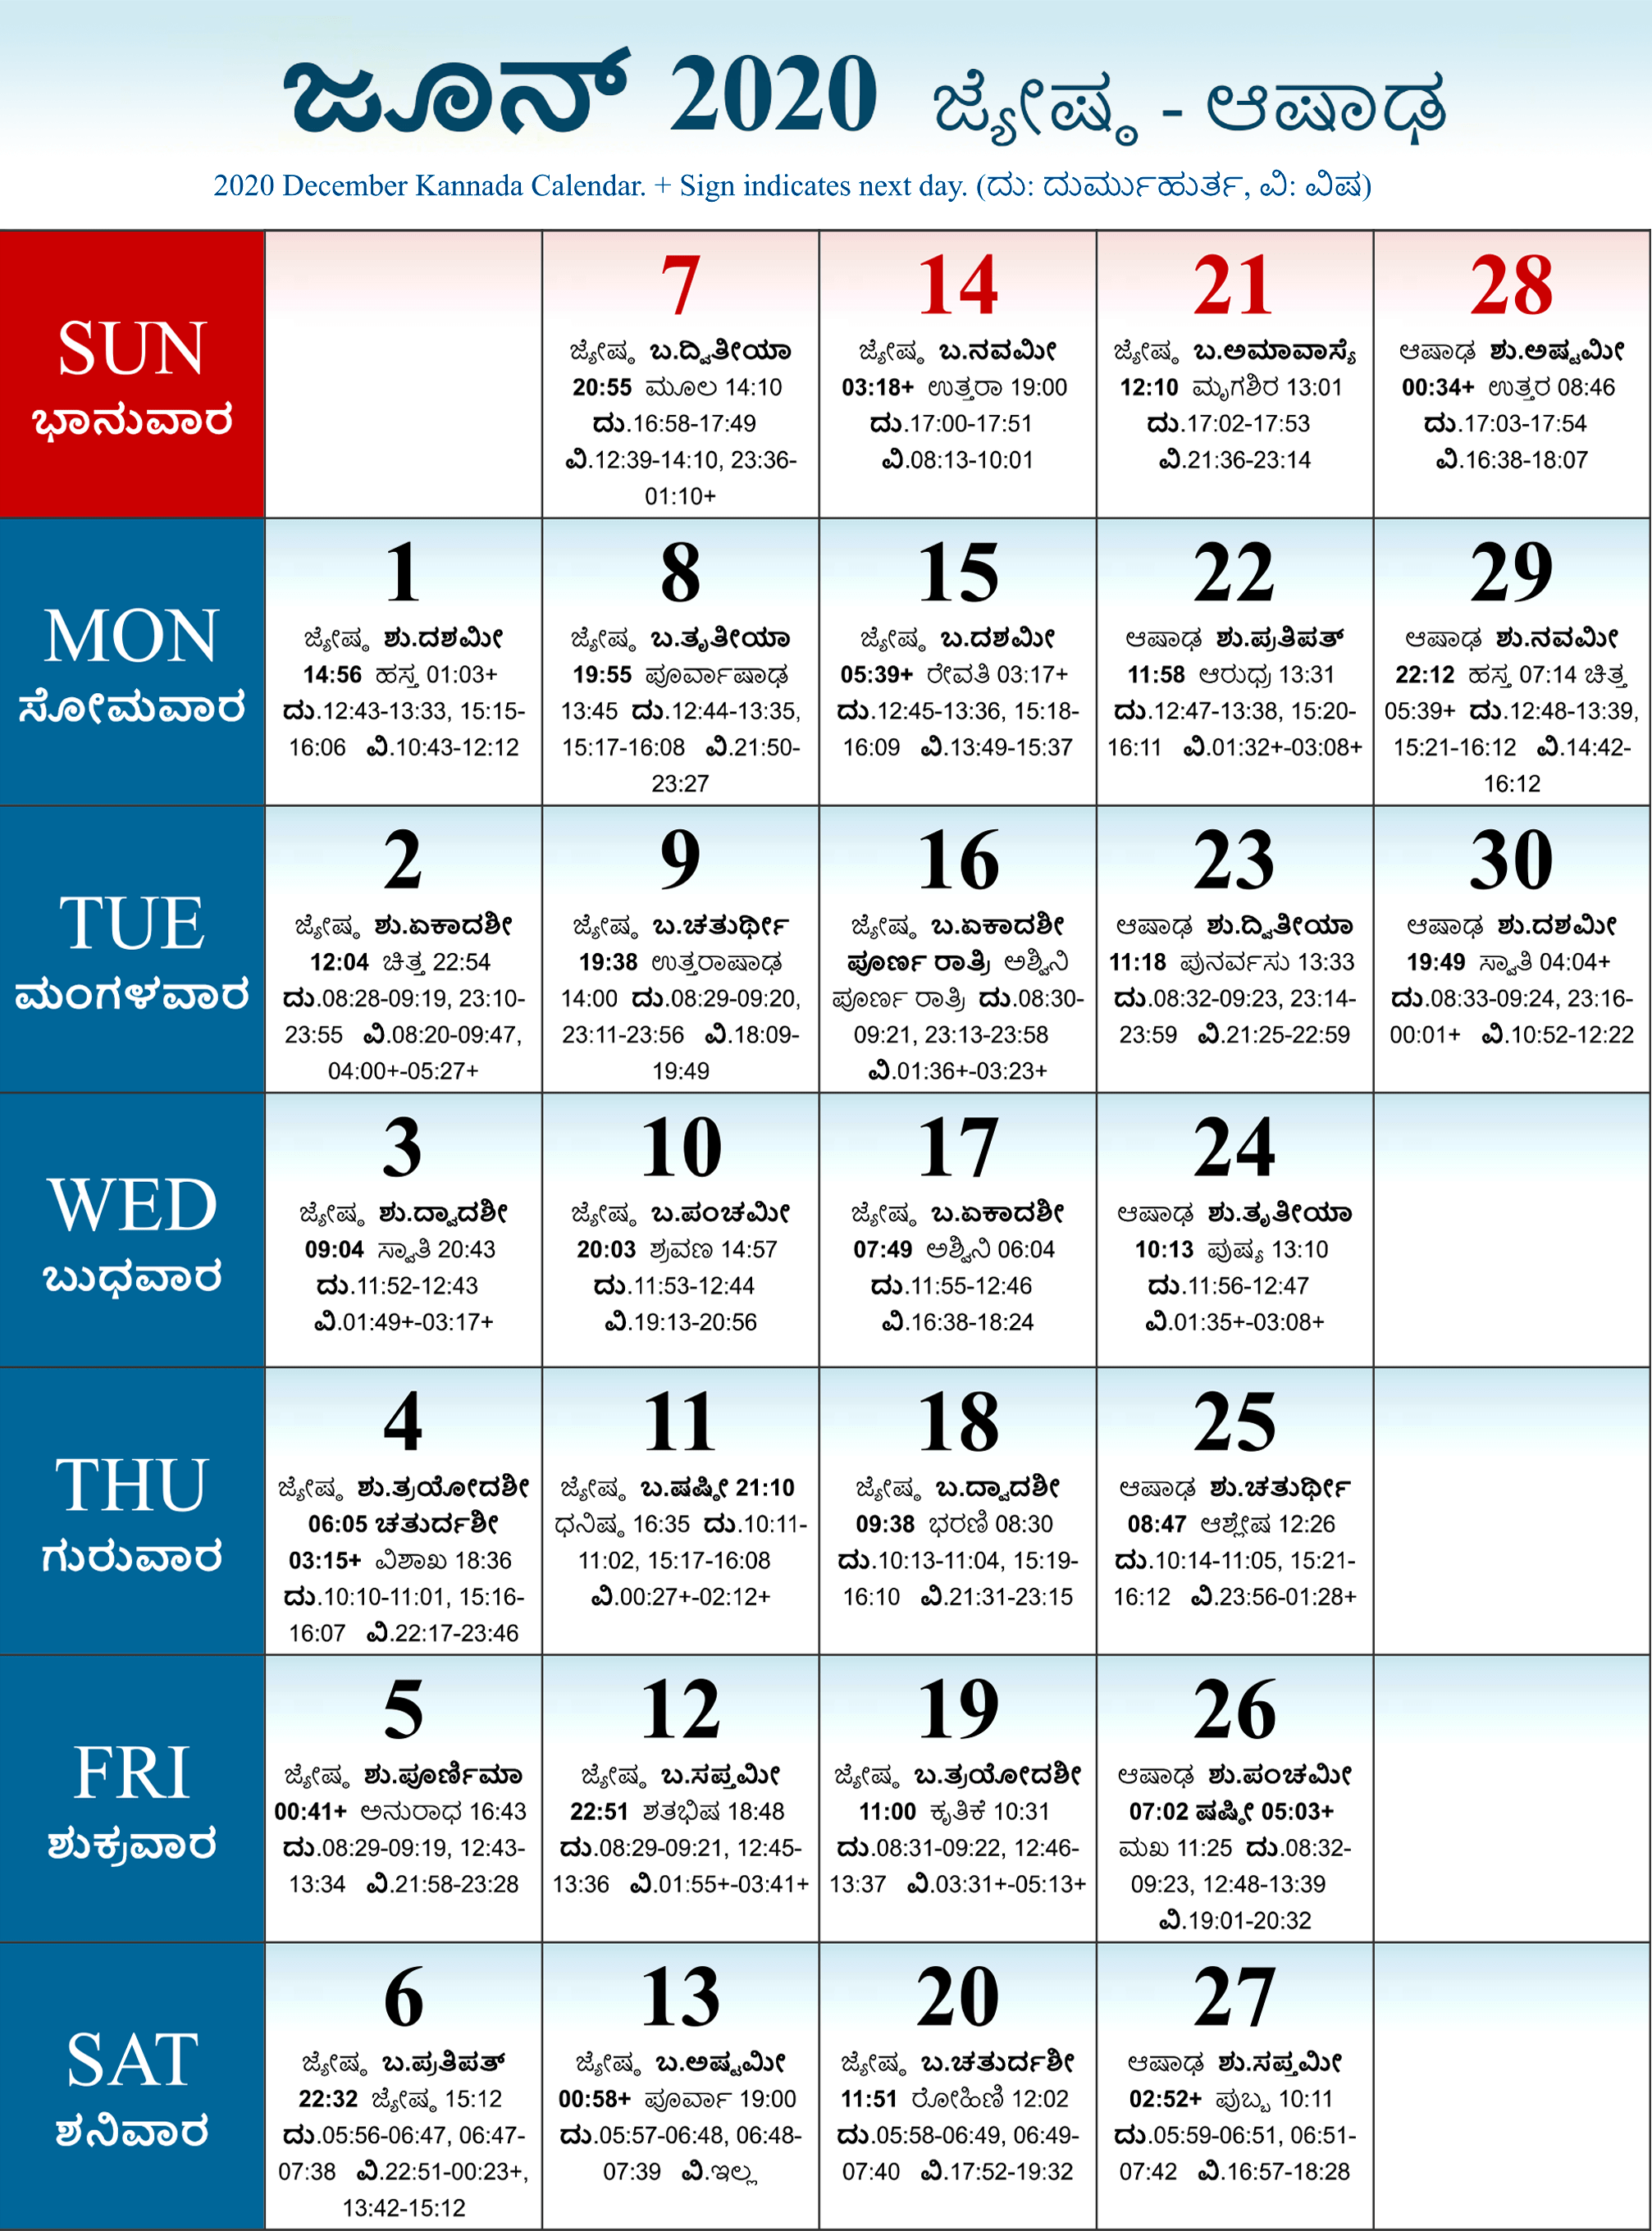 ಜೂನ್ 2020 ಜ್ಯೇಷ್ಠ - ಆಷಾಢ
2020 December Kannada Calendar. + Sign indicates next day. (ದು: ದುರ್ಮುಹುರ್ತ, ವಿ: ವಿಷ)
SUN
ಭಾನುವಾರ
7
ಜ್ಯೇಷ್ಠ ಬ.ದ್ವಿತೀಯಾ
20:55 ಮೂಲ 14:10
ದು.16:58-17:49
ವಿ.12:39-14:10, 23:36-
01:10+
14
ಜ್ಯೇಷ್ಠ ಬ.ನವಮೀ
03:18+ ಉತ್ತರಾ 19:00
ದು.17:00-17:51
ವಿ.08:13-10:01
21
ಜ್ಯೇಷ್ಠ ಬ.ಅಮಾವಾಸ್ಯೆ
12:10 ಮೃಗಶಿರ 13:01
ದು.17:02-17:53
ವಿ.21:36-23:14
28
ಆಷಾಢ ಶು.ಅಷ್ಟಮೀ
00:34+ ಉತ್ತರ 08:46
ದು.17:03-17:54
ವಿ.16:38-18:07
MON
ಸೋಮವಾರ
1
ಜ್ಯೇಷ್ಠ ಶು.ದಶಮೀ
14:56 ಹಸ್ತ 01:03+
ದು.12:43-13:33, 15:15-
16:06 ವಿ.10:43-12:12
8
ಜ್ಯೇಷ್ಠ ಬ.ತೃತೀಯಾ
19:55 ಪೂರ್ವಾಷಾಢ
13:45 ದು.12:44-13:35,
15:17-16:08 ವಿ.21:50-
23:27
15
ಜ್ಯೇಷ್ಠ ಬ.ದಶಮೀ
05:39+ ರೇವತಿ 03:17+
ದು.12:45-13:36, 15:18-
16:09 ವಿ.13:49-15:37
22
ಆಷಾಢ ಶು.ಪ್ರತಿಪತ್
11:58 ಆರುಧ್ರ 13:31
ದು.12:47-13:38, 15:20-
16:11 ವಿ.01:32+-03:08+
29
ಆಷಾಢ ಶು.ನವಮೀ
22:12 ಹಸ್ತ 07:14 ಚಿತ್ತ
05:39+ ದು.12:48-13:39,
15:21-16:12 ವಿ.14:42-
16:12
TUE
ಮಂಗಳವಾರ
2
ಜ್ಯೇಷ್ಠ ಶು.ಏಕಾದಶೀ
12:04 ಚಿತ್ತ 22:54
ದು.08:28-09:19, 23:10-
23:55 ವಿ.08:20-09:47,
04:00+-05:27+
9
ಜ್ಯೇಷ್ಠ ಬ.ಚತುರ್ಥೀ
19:38 ಉತ್ತರಾಷಾಢ
14:00 ದು.08:29-09:20,
23:11-23:56 ವಿ.18:09-
19:49
16
ಜ್ಯೇಷ್ಠ ಬ.ಏಕಾದಶೀ
ಪೂರ್ಣ ರಾತ್ರಿ ಅಶ್ವಿನಿ
ಪೂರ್ಣ ರಾತ್ರಿ ದು.08:30-
09:21, 23:13-23:58
ವಿ.01:36+-03:23+
23
ಆಷಾಢ ಶು.ದ್ವಿತೀಯಾ
11:18 ಪುನರ್ವಸು 13:33
ದು.08:32-09:23, 23:14-
23:59 ವಿ.21:25-22:59
30
ಆಷಾಢ ಶು.ದಶಮೀ
19:49 ಸ್ವಾತಿ 04:04+
ದು.08:33-09:24, 23:16-
00:01+ ವಿ.10:52-12:22
WED
ಬುಧವಾರ
3
ಜ್ಯೇಷ್ಠ ಶು.ದ್ವಾದಶೀ
09:04 ಸ್ವಾತಿ 20:43
ದು.11:52-12:43
ವಿ.01:49+-03:17+
10
ಜ್ಯೇಷ್ಠ ಬ.ಪಂಚಮೀ
20:03 ಶ್ರವಣ 14:57
ದು.11:53-12:44
ವಿ.19:13-20:56
17
ಜ್ಯೇಷ್ಠ ಬ.ಏಕಾದಶೀ
07:49 ಅಶ್ವಿನಿ 06:04
ದು.11:55-12:46
ವಿ.16:38-18:24
24
ಆಷಾಢ ಶು.ತೃತೀಯಾ
10:13 ಪುಷ್ಯ 13:10
ದು.11:56-12:47
ವಿ.01:35+-03:08+
THU
ಗುರುವಾರ
4
ಜ್ಯೇಷ್ಠ ಶು.ತ್ರಯೋದಶೀ
06:05 ಚತುರ್ದಶೀ
03:15+ ವಿಶಾಖ 18:36
ದು.10:10-11:01, 15:16-
16:07 ವಿ.22:17-23:46
11
ಜ್ಯೇಷ್ಠ ಬ.ಷಷ್ಠೀ 21:10
ಧನಿಷ್ಠ 16:35 ದು.10:11-
11:02, 15:17-16:08
ವಿ.00:27+-02:12+
18
ಜ್ಯೇಷ್ಠ ಬ.ದ್ವಾದಶೀ
09:38 ಭರಣಿ 08:30
ದು.10:13-11:04, 15:19-
16:10 ವಿ.21:31-23:15
25
ಆಷಾಢ ಶು.ಚತುರ್ಥೀ
08:47 ಆಶ್ಲೇಷ 12:26
ದು.10:14-11:05, 15:21-
16:12 ವಿ.23:56-01:28+
FRI
ಶುಕ್ರವಾರ
5
ಜ್ಯೇಷ್ಠ ಶು.ಪೂರ್ಣಿಮಾ
00:41+ ಅನುರಾಧ 16:43
ದು.08:29-09:19, 12:43-
13:34 ವಿ.21:58-23:28
12
ಜ್ಯೇಷ್ಠ ಬ.ಸಪ್ತಮೀ
22:51 ಶತಭಿಷ 18:48
ದು.08:29-09:21, 12:45-
13:36 ವಿ.01:55+-03:41+
19
ಜ್ಯೇಷ್ಠ ಬ.ತ್ರಯೋದಶೀ
11:00 ಕೃತಿಕೆ 10:31
ದು.08:31-09:22, 12:46-
13:37 ವಿ.03:31+-05:13+
26
ಆಷಾಢ ಶು.ಪಂಚಮೀ
07:02 ಷಷ್ಠೀ 05:03+
ಮಖ 11:25 ದು.08:32-
09:23, 12:48-13:39
ವಿ.19:01-20:32
SAT
ಶನಿವಾರ
6
ಜ್ಯೇಷ್ಠ ಬ.ಪ್ರತಿಪತ್
22:32 ಜ್ಯೇಷ್ಠ 15:12
ದು.05:56-06:47, 06:47-
07:38 ವಿ.22:51-00:23+,
13:42-15:12
13
ಜ್ಯೇಷ್ಠ ಬ.ಅಷ್ಟಮೀ
00:58+ ಪೂರ್ವಾ 19:00
ದು.05:57-06:48, 06:48-
07:39 ವಿ.ಇಲ್ಲ
20
ಜ್ಯೇಷ್ಠ ಬ.ಚತುರ್ದಶೀ
11:51 ರೋಹಿಣಿ 12:02
ದು.05:58-06:49, 06:49-
07:40 ವಿ.17:52-19:32
27
ಆಷಾಢ ಶು.ಸಪ್ತಮೀ
02:52+ ಪುಬ್ಬ 10:11
ದು.05:59-06:51, 06:51-
07:42 ವಿ.16:57-18:28